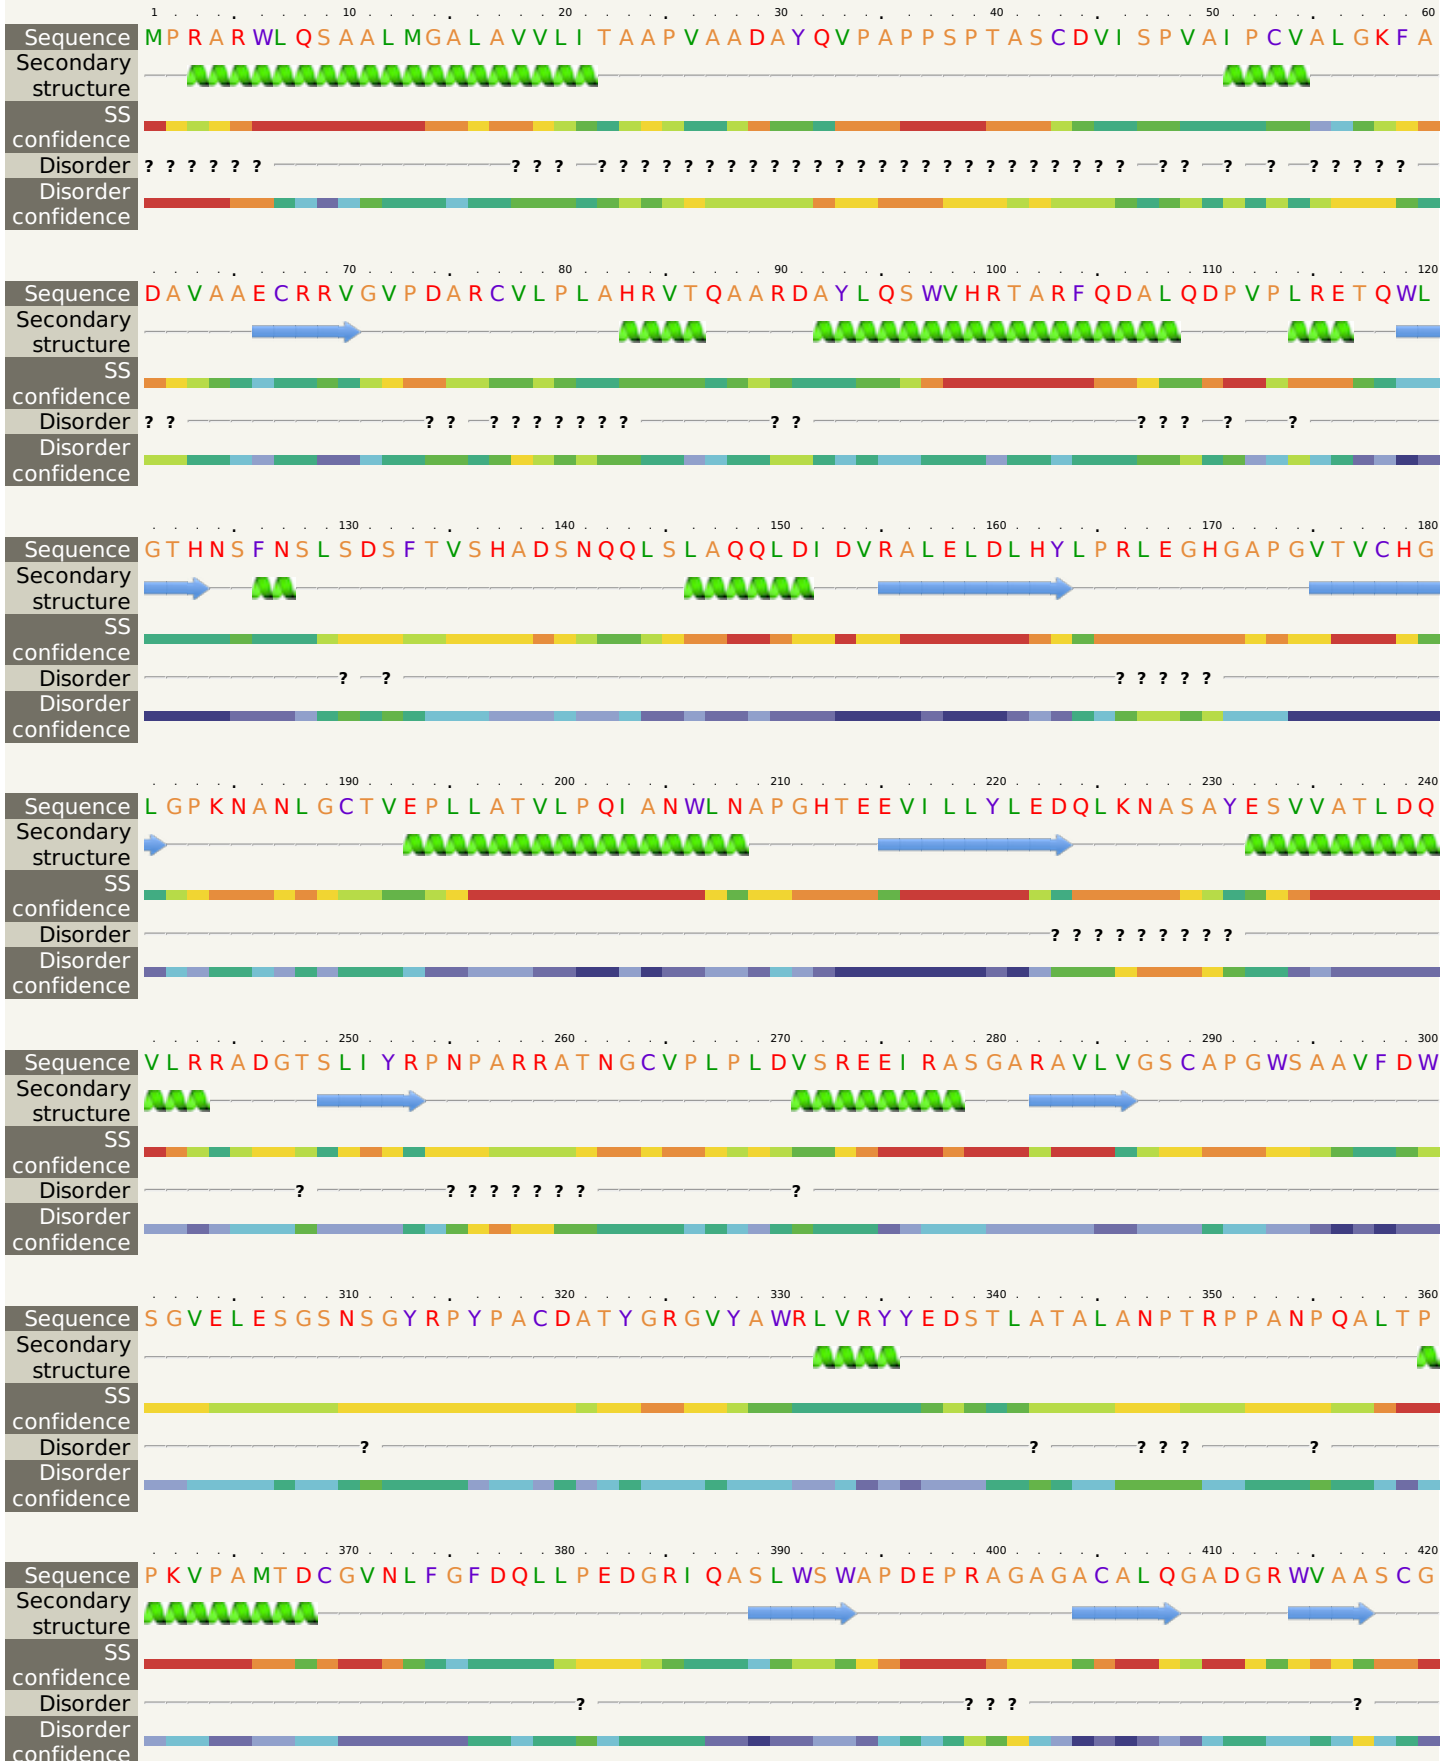 1 . . . . 10 . . . . 20 . . . . 30 . . . . 40 . . . . 50 . . . . 60
Sequence MPRARWLQSAALMGALAVVLITAAPVAADAYQVPAPPSPTASCDVISPVAIPCVALGKFA
Secondary
structure
SS
confidence
Disorder ? ? ? ? ? ? ? ? ? ? ? ? ? ? ? ? ? ? ? ? ? ? ? ? ? ? ? ? ? ? ? ? ? ? ? ? ? ? ? ? ? ? ?
Disorder
confidence
. . . . 70 . . . . 80 . . . . 90 . . . . 100 . . . . 110 . . . . 120
Sequence DAVAAECRRVGVPDARCVLPLAHRVTQAARDAYLQSWVHRTARFQDALQDPVPLRETQWL
Secondary
structure
SS
confidence
Disorder ? ? ? ? ? ? ? ? ? ? ? ? ? ? ? ? ? ?
Disorder
confidence
. . . . 130 . . . . 140 . . . . 150 . . . . 160 . . . . 170 . . . . 180
Sequence GTHNSFNSLSDSFTVSHADSNQQLSLAQQLDIDVRALELDLHYLPRLEGHGAPGVTVCHG
Secondary
structure
SS
confidence
Disorder ? ? ? ? ? ? ?
Disorder
confidence
. . . . 190 . . . . 200 . . . . 210 . . . . 220 . . . . 230 . . . . 240
Sequence LGPKNANLGCTVEPLLATVLPQIANWLNAPGHTEEVILLYLEDQLKNASAYESVVATLDQ
Secondary
structure
SS
confidence
Disorder ? ? ? ? ? ? ? ? ?
Disorder
confidence
. . . . 250 . . . . 260 . . . . 270 . . . . 280 . . . . 290 . . . . 300
Sequence VLRRADGTSLIYRPNPARRATNGCVPLPLDVSREEIRASGARAVLVGSCAPGWSAAVFDW
Secondary
structure
SS
confidence
Disorder ? ? ? ? ? ? ? ? ?
Disorder
confidence
. . . . 310 . . . . 320 . . . . 330 . . . . 340 . . . . 350 . . . . 360
Sequence SGVELESGSNSGYRPYPACDATYGRGVYAWRLVRYYEDSTLATALANPTRPPANPQALTP
Secondary
structure
SS
confidence
Disorder ? ? ? ? ? ?
Disorder
confidence
. . . . 370 . . . . 380 . . . . 390 . . . . 400 . . . . 410 . . . . 420
Sequence PKVPAMTDCGVNLFGFDQLLPEDGRIQASLWSWAPDEPRAGAGACALQGADGRWVAASCG
Secondary
structure
SS
confidence
Disorder ? ? ? ? ?
Disorder
confidence